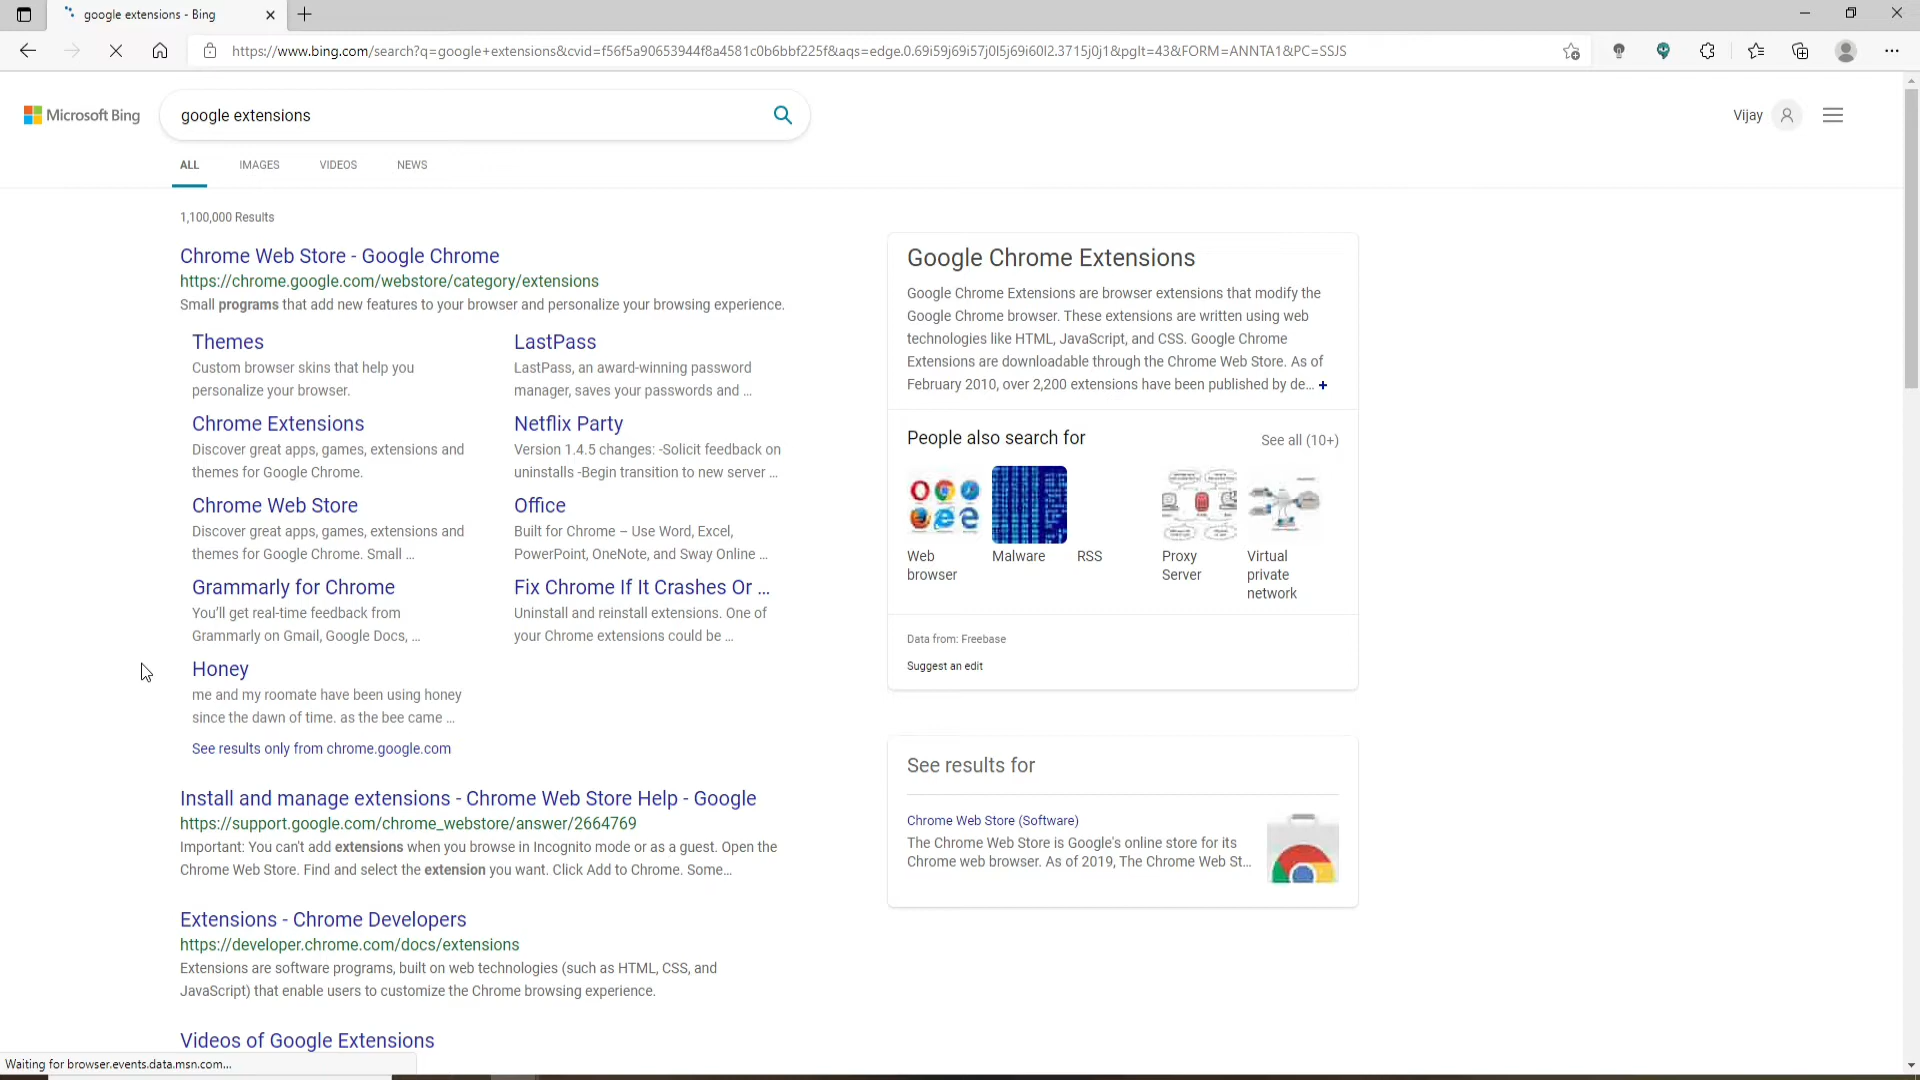 google extensions - Bing
https://www.bing.com/search?q=google+extensions&cvid=f56f5a90653944f8a4581c0b6bbf225f&aqs=edge.0.69i59j69i57j0l5j69i60l2.3715j0j1&pglt=43&FORM=ANNTA1&PC=SSJS
Microsoft Bing
google extensions
Vijay
ALL
IMAGES
VIDEOS
NEWS
1,100,000 Results
Chrome Web Store - Google Chrome
https://chrome.google.com/webstore/category/extensions
Small programs that add new features to your browser and personalize your browsing experience.
Themes
Custom browser skins that help you
personalize your browser.
LastPass
LastPass, an award-winning password
manager, saves your passwords and ...
Chrome Extensions
Discover great apps, games, extensions and
themes for Google Chrome.
Netflix Party
Version 1.4.5 changes: -Solicit feedback on
uninstalls -Begin transition to new server ...
Chrome Web Store
Discover great apps, games, extensions and
themes for Google Chrome. Small ...
Office
Built for Chrome – Use Word, Excel,
PowerPoint, OneNote, and Sway Online ...
Grammarly for Chrome
You'll get real-time feedback from
Grammarly on Gmail, Google Docs, ...
Fix Chrome If It Crashes Or ...
Uninstall and reinstall extensions. One of
your Chrome extensions could be ...
Honey
me and my roomate have been using honey
since the dawn of time. as the bee came ...
See results only from chrome.google.com
Install and manage extensions - Chrome Web Store Help - Google
https://support.google.com/chrome_webstore/answer/2664769
Important: You can't add extensions when you browse in Incognito mode or as a guest. Open the
Chrome Web Store. Find and select the extension you want. Click Add to Chrome. Some...
Extensions - Chrome Developers
https://developer.chrome.com/docs/extensions
Extensions are software programs, built on web technologies (such as HTML, CSS, and
JavaScript) that enable users to customize the Chrome browsing experience.
Videos of Google Extensions
Google Chrome Extensions
Google Chrome Extensions are browser extensions that modify the
Google Chrome browser. These extensions are written using web
technologies like HTML, JavaScript, and CSS. Google Chrome
Extensions are downloadable through the Chrome Web Store. As of
February 2010, over 2,200 extensions have been published by de... +
People also search for
See all (10+)
Web
browser
Malware
RSS
Proxy
Server
Virtual
private
network
Data from: Freebase
Suggest an edit
See results for
Chrome Web Store (Software)
The Chrome Web Store is Google's online store for its
Chrome web browser. As of 2019, The Chrome Web St...
Waiting for browser.events.data.msn.com...